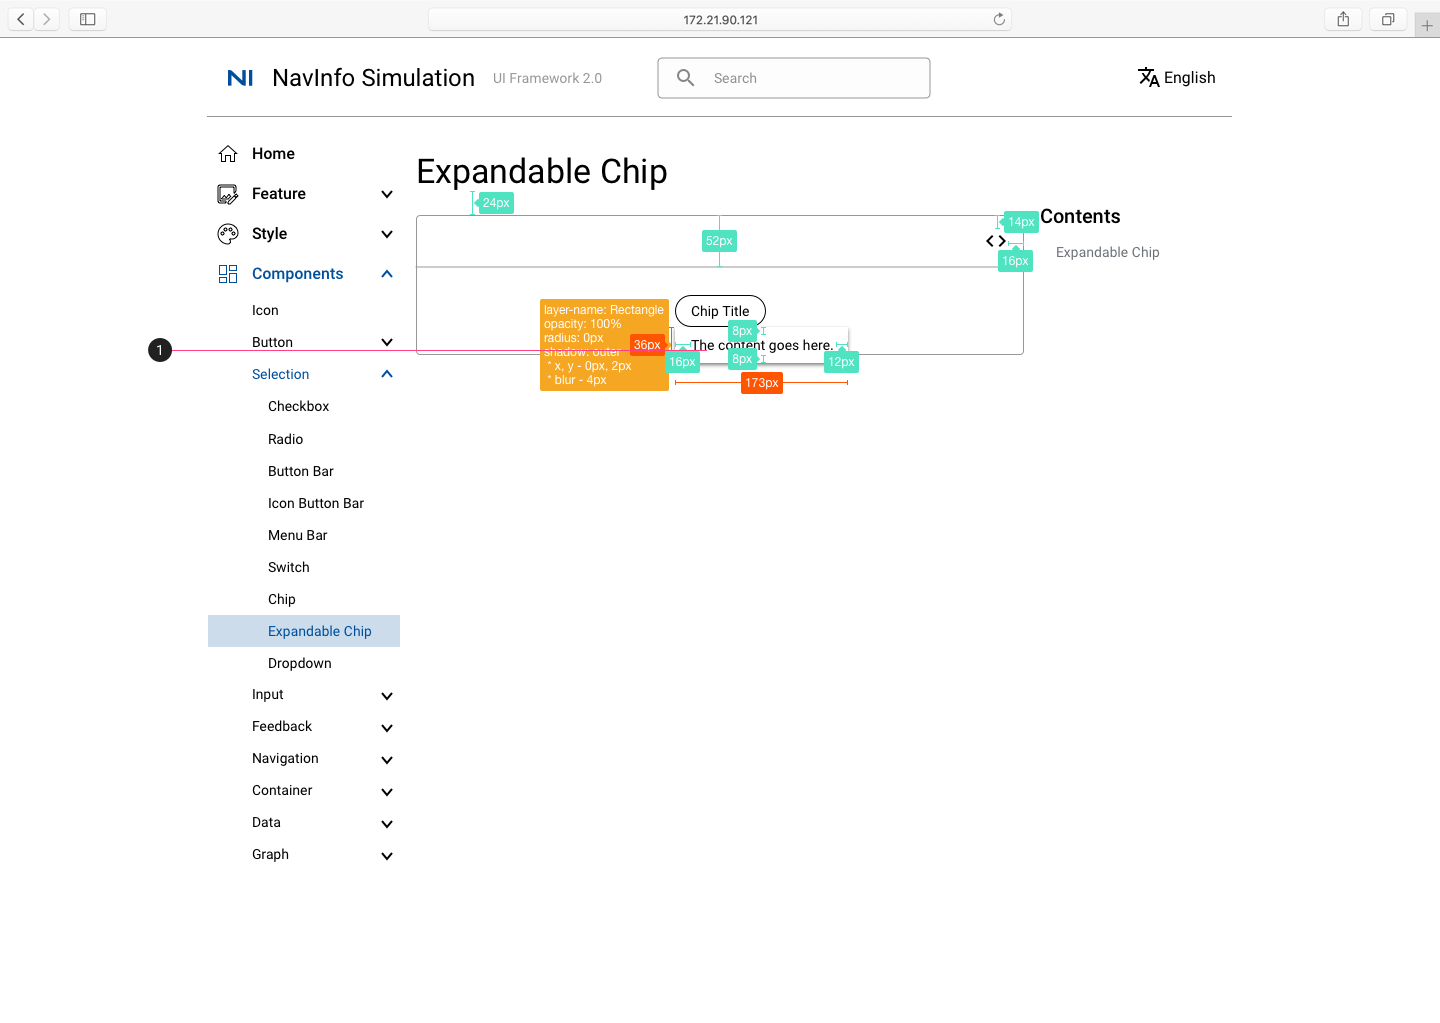 172.21.90.121
NI NavInfo Simulation UI Framework 2.0 Search English
Home
Feature
Style
Components
Icon
Button
1
Selection
Checkbox
Radio
Button Bar
Icon Button Bar
Menu Bar
Switch
Chip
Expandable Chip
Dropdown
Input
Feedback
Navigation
Container
Data
Graph
Expandable Chip
24px
52px
14px
16px
layer-name: Rectangle
opacity: 100%
radius: 0px
shadow: outer
* x, y - 0px, 2px
* blur - 4px
Chip Title
8px
36px
The content goes here.
16px
8px
12px
173px
Contents
Expandable Chip